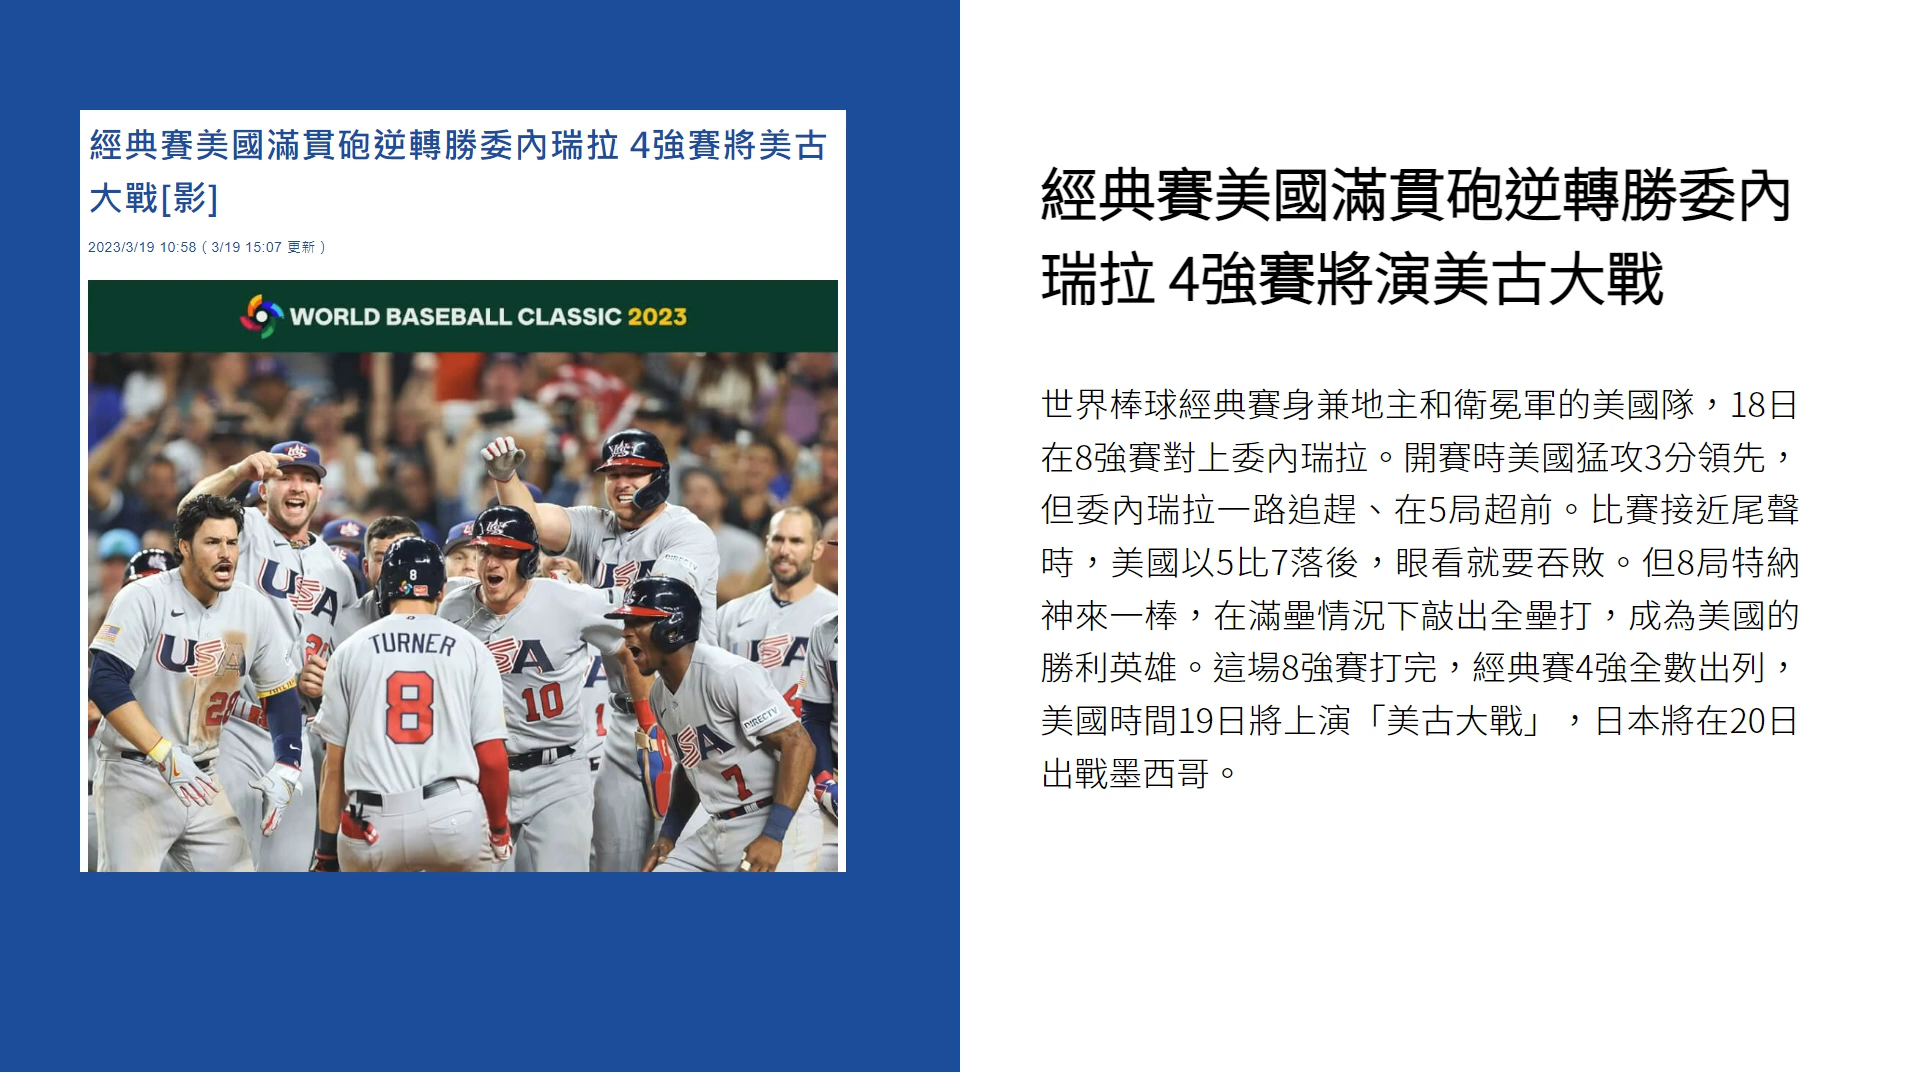 經典賽美國滿貫砲逆轉勝委內瑞拉 4強賽將美古
大戰[影]
2023/3/19 10:58（3/19 15:07 更新）
WORLD BASEBALL CLASSIC 2023
8
TURNER
8
USA
USA
28
USA
10
USA
DIRECTV
USA
7
DIRECTV
經典賽美國滿貫砲逆轉勝委內
瑞拉 4強賽將演美古大戰
世界棒球經典賽身兼地主和衛冕軍的美國隊，18日
在8強賽對上委內瑞拉。開賽時美國猛攻3分領先，
但委內瑞拉一路追趕、在5局超前。比賽接近尾聲
時，美國以5比7落後，眼看就要吞敗。但8局特納
神來一棒，在滿壘情況下敲出全壘打，成為美國的
勝利英雄。這場8強賽打完，經典賽4強全數出列，
美國時間19日將上演「美古大戰」，日本將在20日
出戰墨西哥。